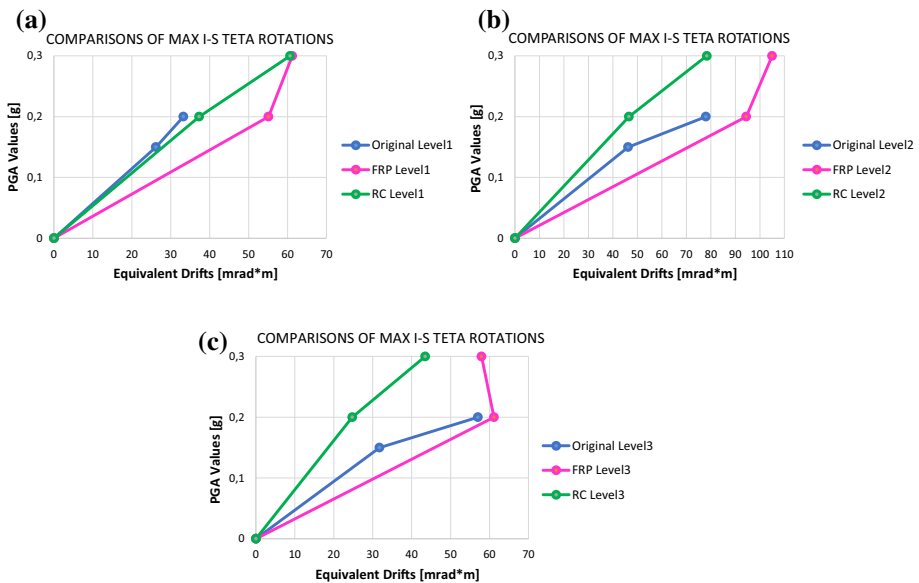 (a)
COMPARISONS OF MAX I-S TETA ROTATIONS
0,3
0,2
0,1
0
PGA Values [g]
0 10 20 30 40 50 60 70
Equivalent Drifts [mrad*m]
Original Level1
FRP Level1
RC Level1
(b)
COMPARISONS OF MAX I-S TETA ROTATIONS
0,3
0,2
0,1
0
PGA Values [g]
0 10 20 30 40 50 60 70 80 90 100 110
Equivalent Drifts [mrad*m]
Original Level2
FRP Level2
RC Level2
(c)
COMPARISONS OF MAX I-S TETA ROTATIONS
0,3
0,2
0,1
0
PGA Values [g]
0 10 20 30 40 50 60 70
Equivalent Drifts [mrad*m]
Original Level3
FRP Level3
RC Level3